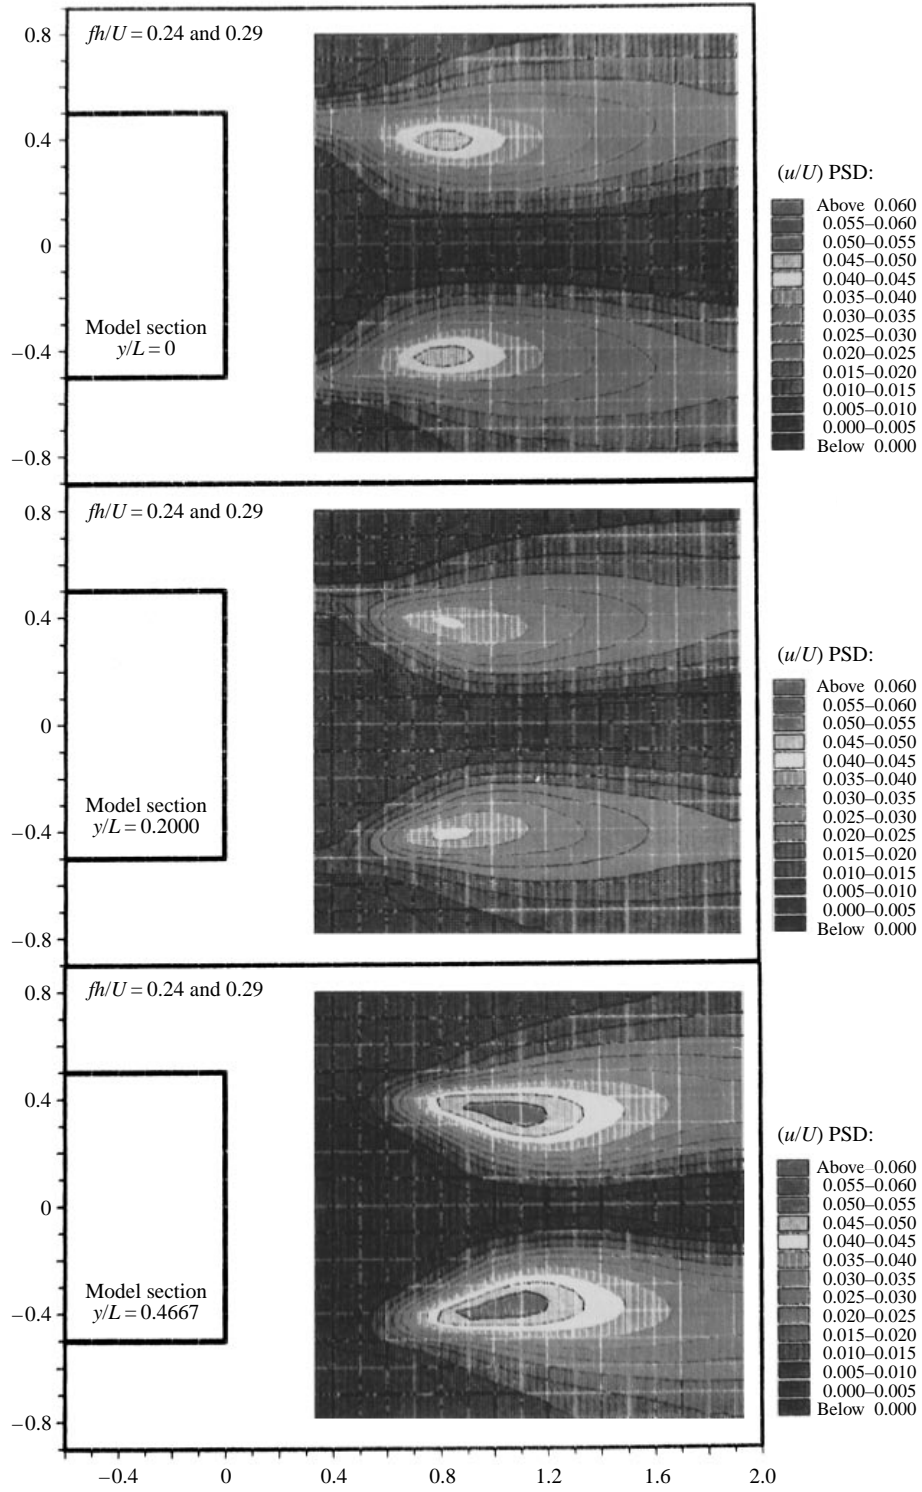 0.8
fh/U = 0.24 and 0.29
0.4
0
Model section
y/L = 0
−0.4
−0.8
(u/U) PSD:
Above 0.060
0.055–0.060
0.050–0.055
0.045–0.050
0.040–0.045
0.035–0.040
0.030–0.035
0.025–0.030
0.020–0.025
0.015–0.020
0.010–0.015
0.005–0.010
0.000–0.005
Below 0.000
0.8
fh/U = 0.24 and 0.29
0.4
0
Model section
y/L = 0.2000
−0.4
−0.8
(u/U) PSD:
Above 0.060
0.055–0.060
0.050–0.055
0.045–0.050
0.040–0.045
0.035–0.040
0.030–0.035
0.025–0.030
0.020–0.025
0.015–0.020
0.010–0.015
0.005–0.010
0.000–0.005
Below 0.000
0.8
fh/U = 0.24 and 0.29
0.4
0
Model section
y/L = 0.4667
−0.4
−0.8
(u/U) PSD:
Above 0.060
0.055–0.060
0.050–0.055
0.045–0.050
0.040–0.045
0.035–0.040
0.030–0.035
0.025–0.030
0.020–0.025
0.015–0.020
0.010–0.015
0.005–0.010
0.000–0.005
Below 0.000
−0.4 0 0.4 0.8 1.2 1.6 2.0